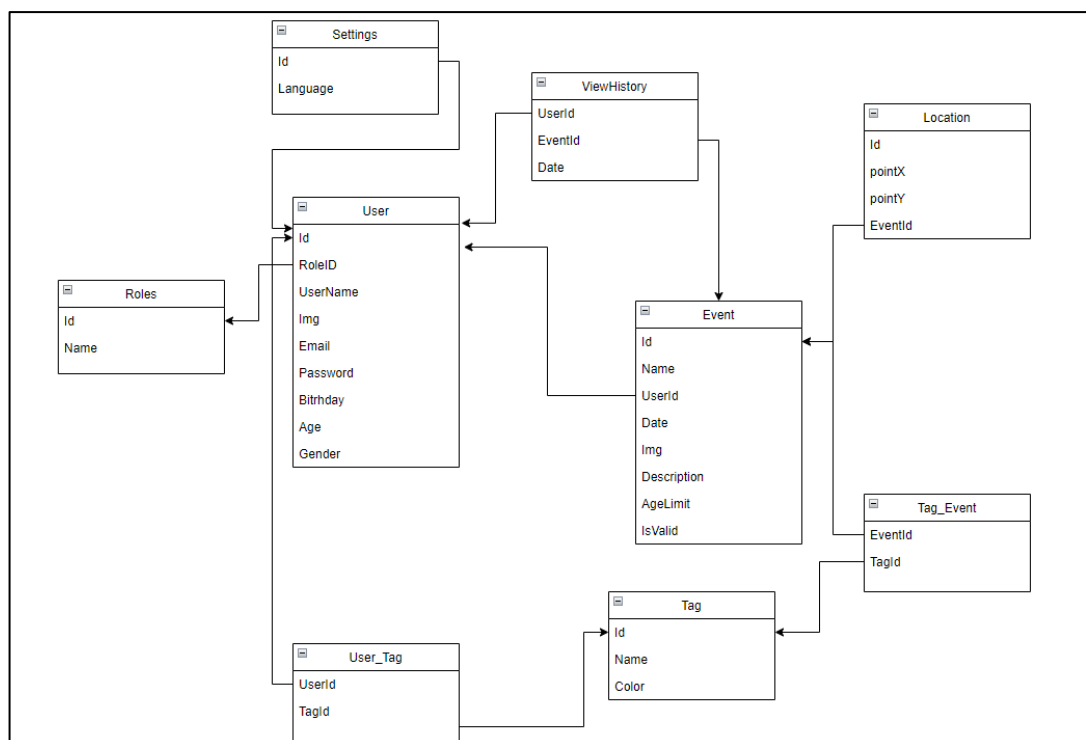 Settings
Id
Language
ViewHistory
UserId
EventId
Date
Location
Id
pointX
pointY
EventId
User
Id
RoleID
UserName
Img
Email
Password
Bitrhday
Age
Gender
Roles
Id
Name
Event
Id
Name
UserId
Date
Img
Description
AgeLimit
IsValid
Tag_Event
EventId
TagId
Tag
Id
Name
Color
User_Tag
UserId
TagId